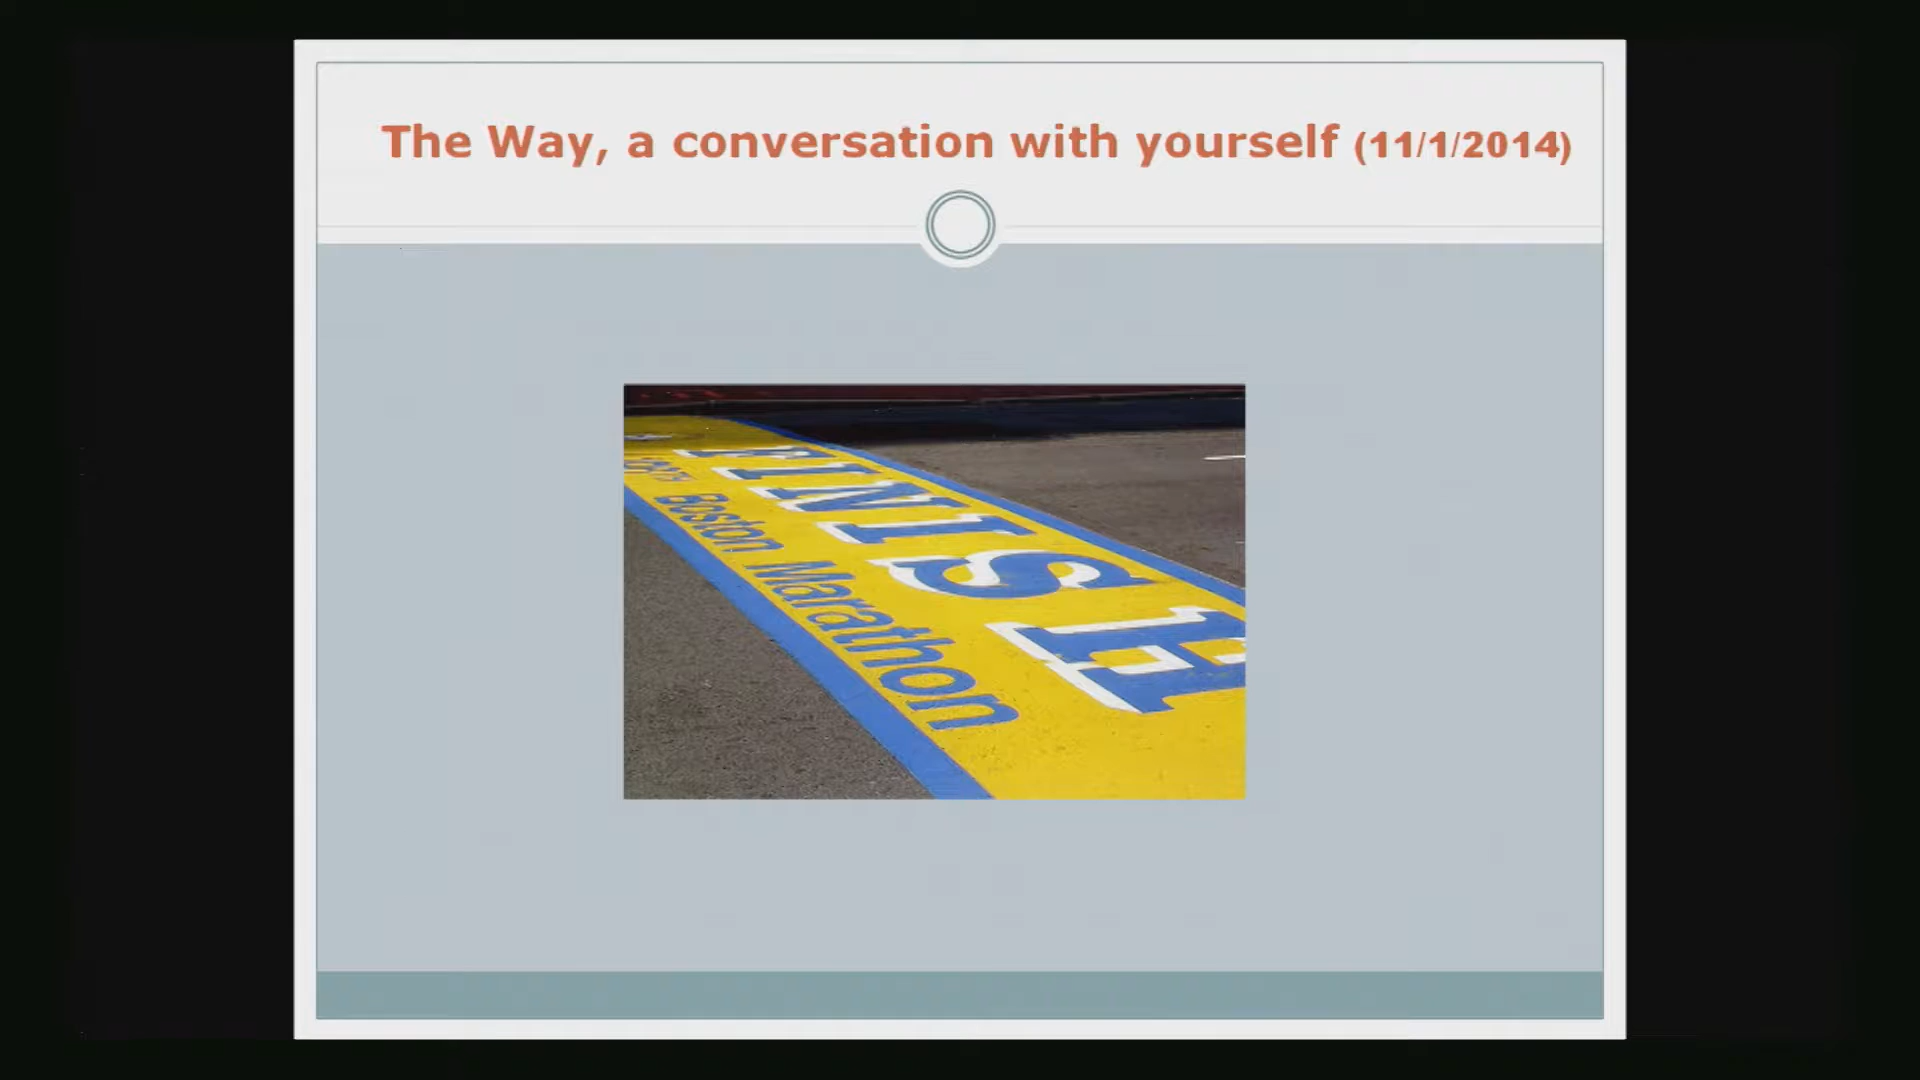 The Way, a conversation with yourself (11/1/2014)
FINISH
Boston Marathon